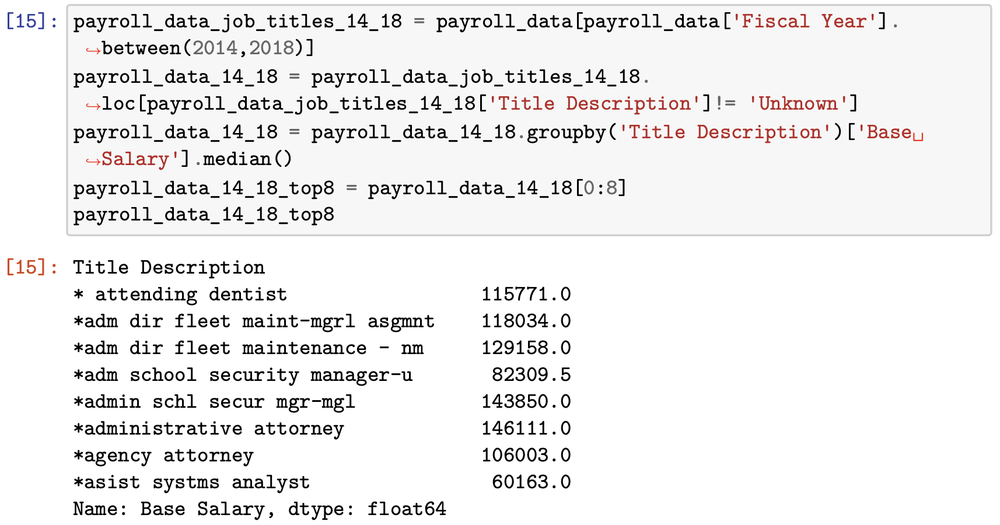 [15]: payroll_data_job_titles_14_18 = payroll_data[payroll_data['Fiscal Year'].
↪between(2014,2018)]
payroll_data_14_18 = payroll_data_job_titles_14_18.
↪loc[payroll_data_job_titles_14_18['Title Description']!= 'Unknown']
payroll_data_14_18 = payroll_data_14_18.groupby('Title Description')['Base␣
↪Salary'].median()
payroll_data_14_18_top8 = payroll_data_14_18[0:8]
payroll_data_14_18_top8
[15]: Title Description
* attending dentist 115771.0
*adm dir fleet maint-mgrl asgmnt 118034.0
*adm dir fleet maintenance - nm 129158.0
*adm school security manager-u 82309.5
*admin schl secur mgr-mgl 143850.0
*administrative attorney 146111.0
*agency attorney 106003.0
*asist systms analyst 60163.0
Name: Base Salary, dtype: float64